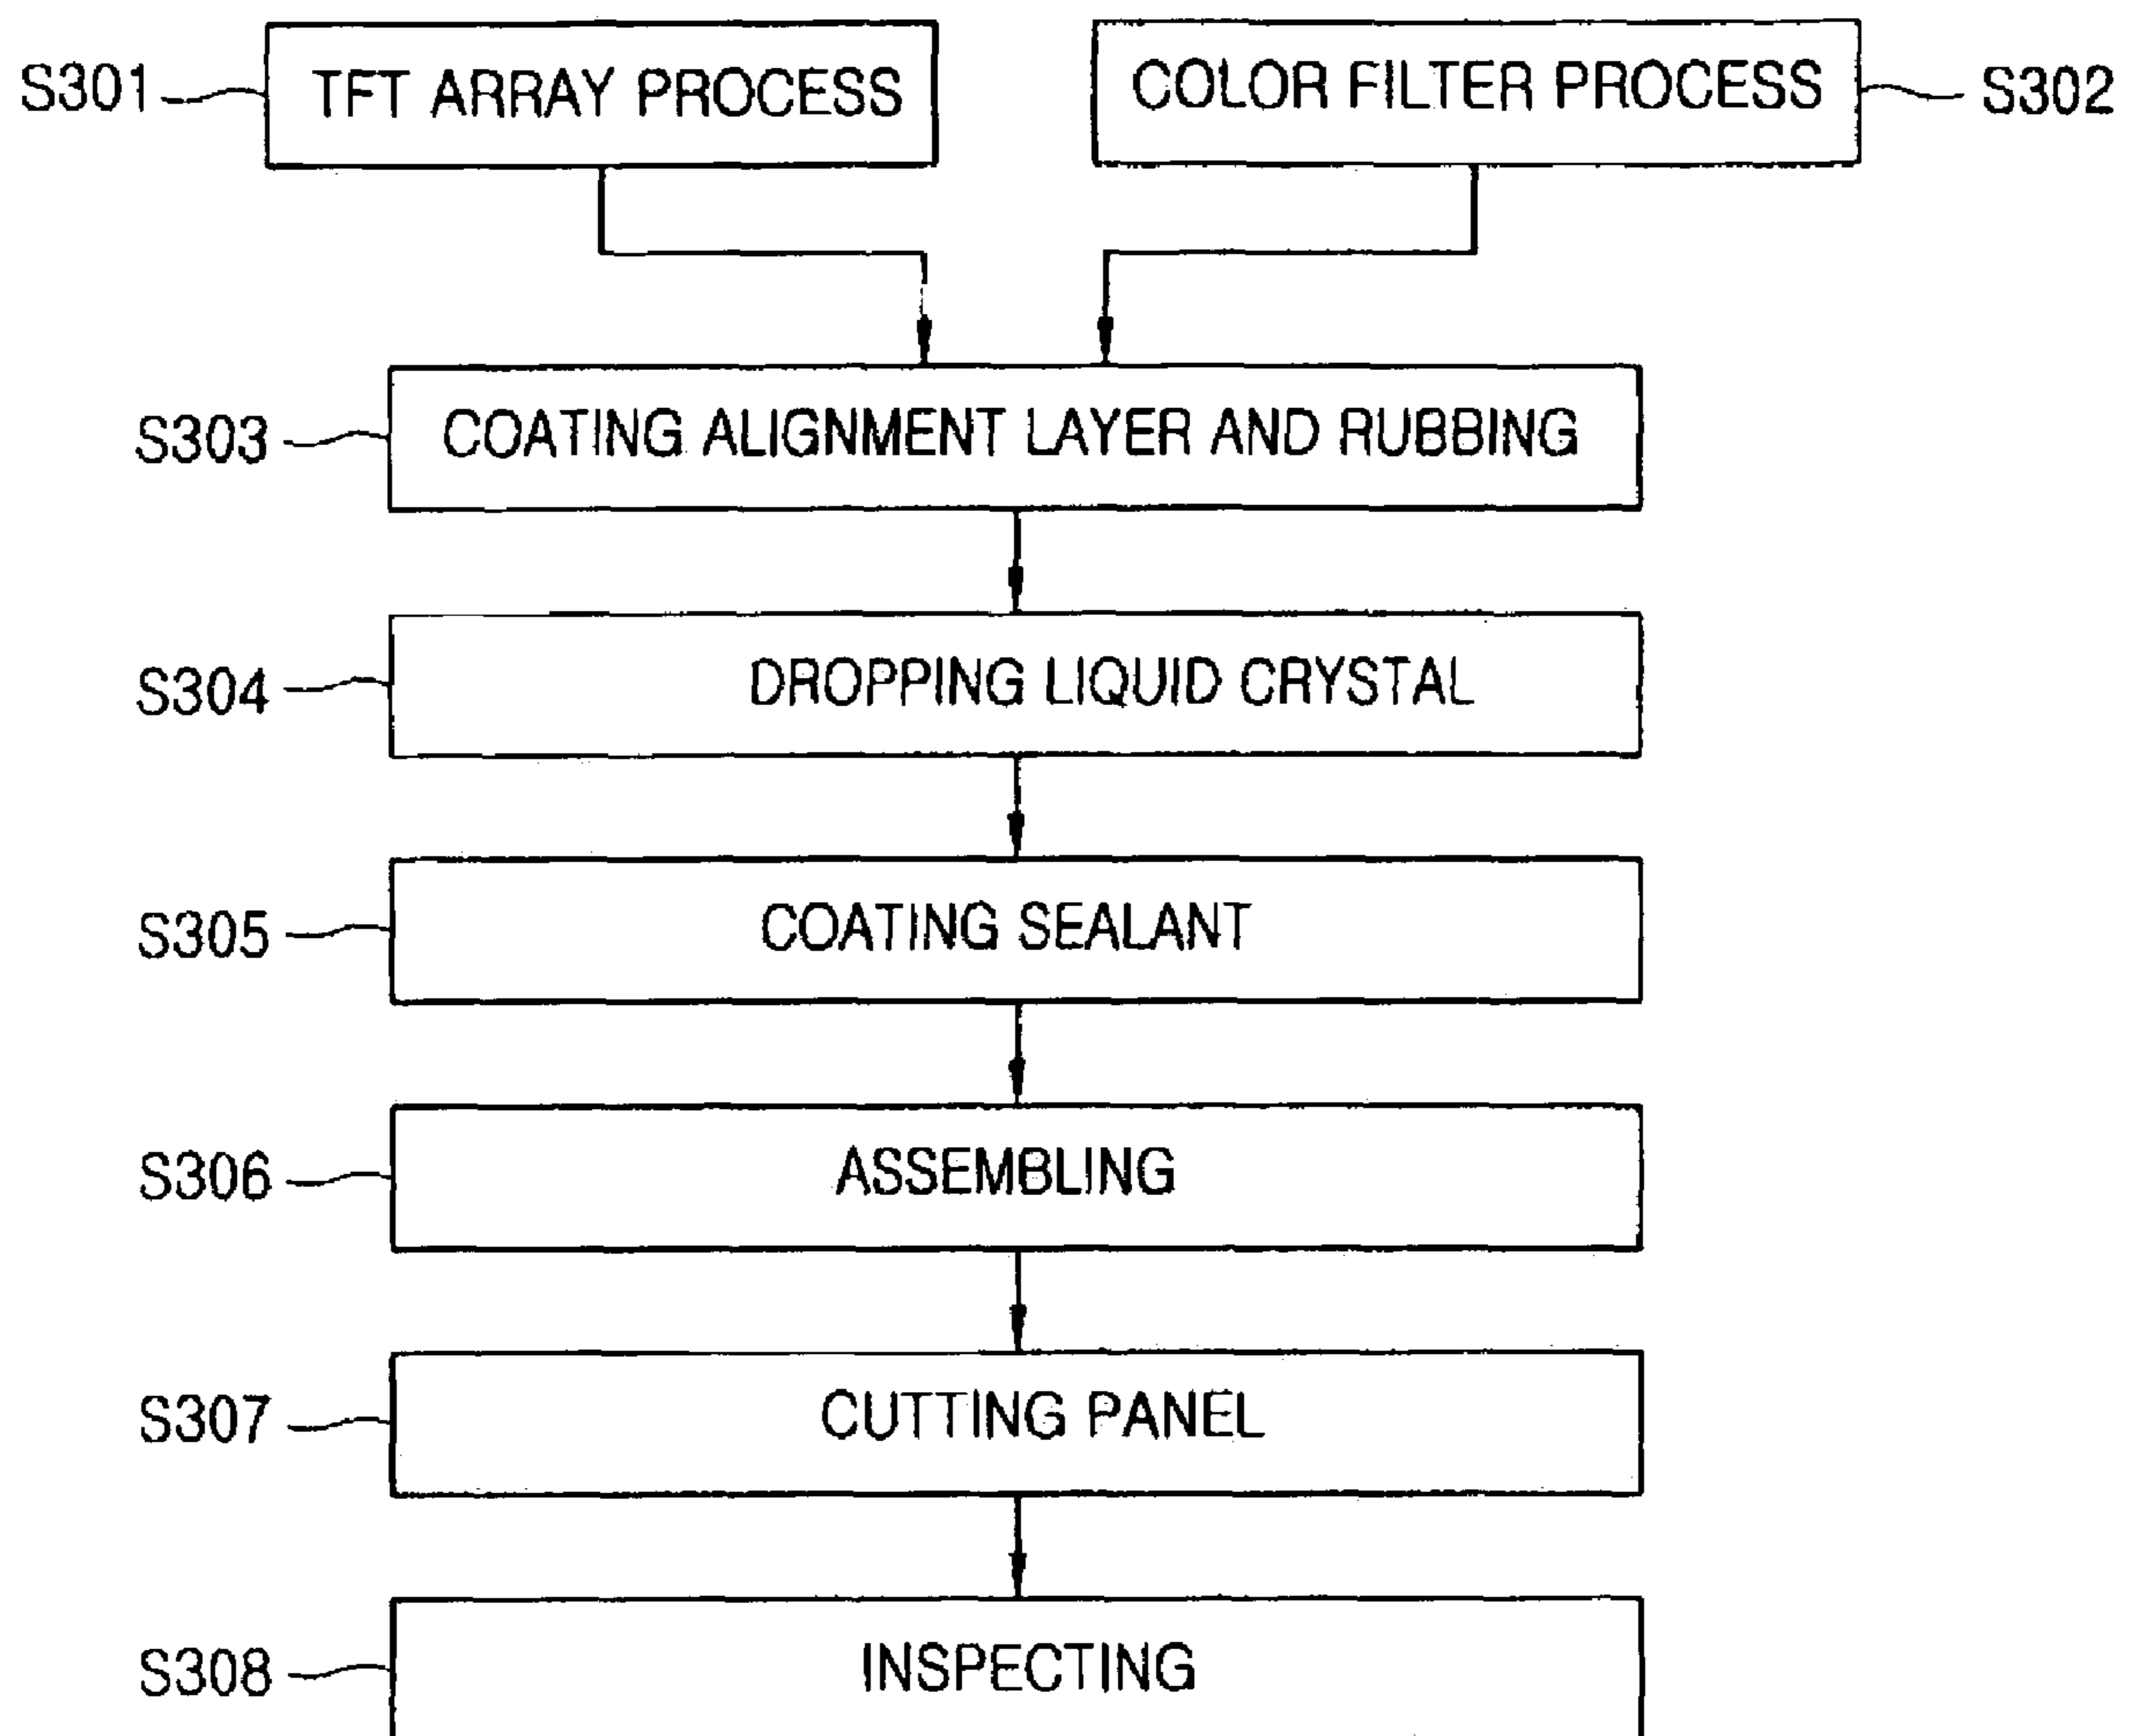 S301 TFT ARRAY PROCESS COLOR FILTER PROCESS S302
S303 COATING ALIGNMENT LAYER AND RUBBING
S304 DROPPING LIQUID CRYSTAL
S305 COATING SEALANT
S306 ASSEMBLING
S307 CUTTING PANEL
S308 INSPECTING